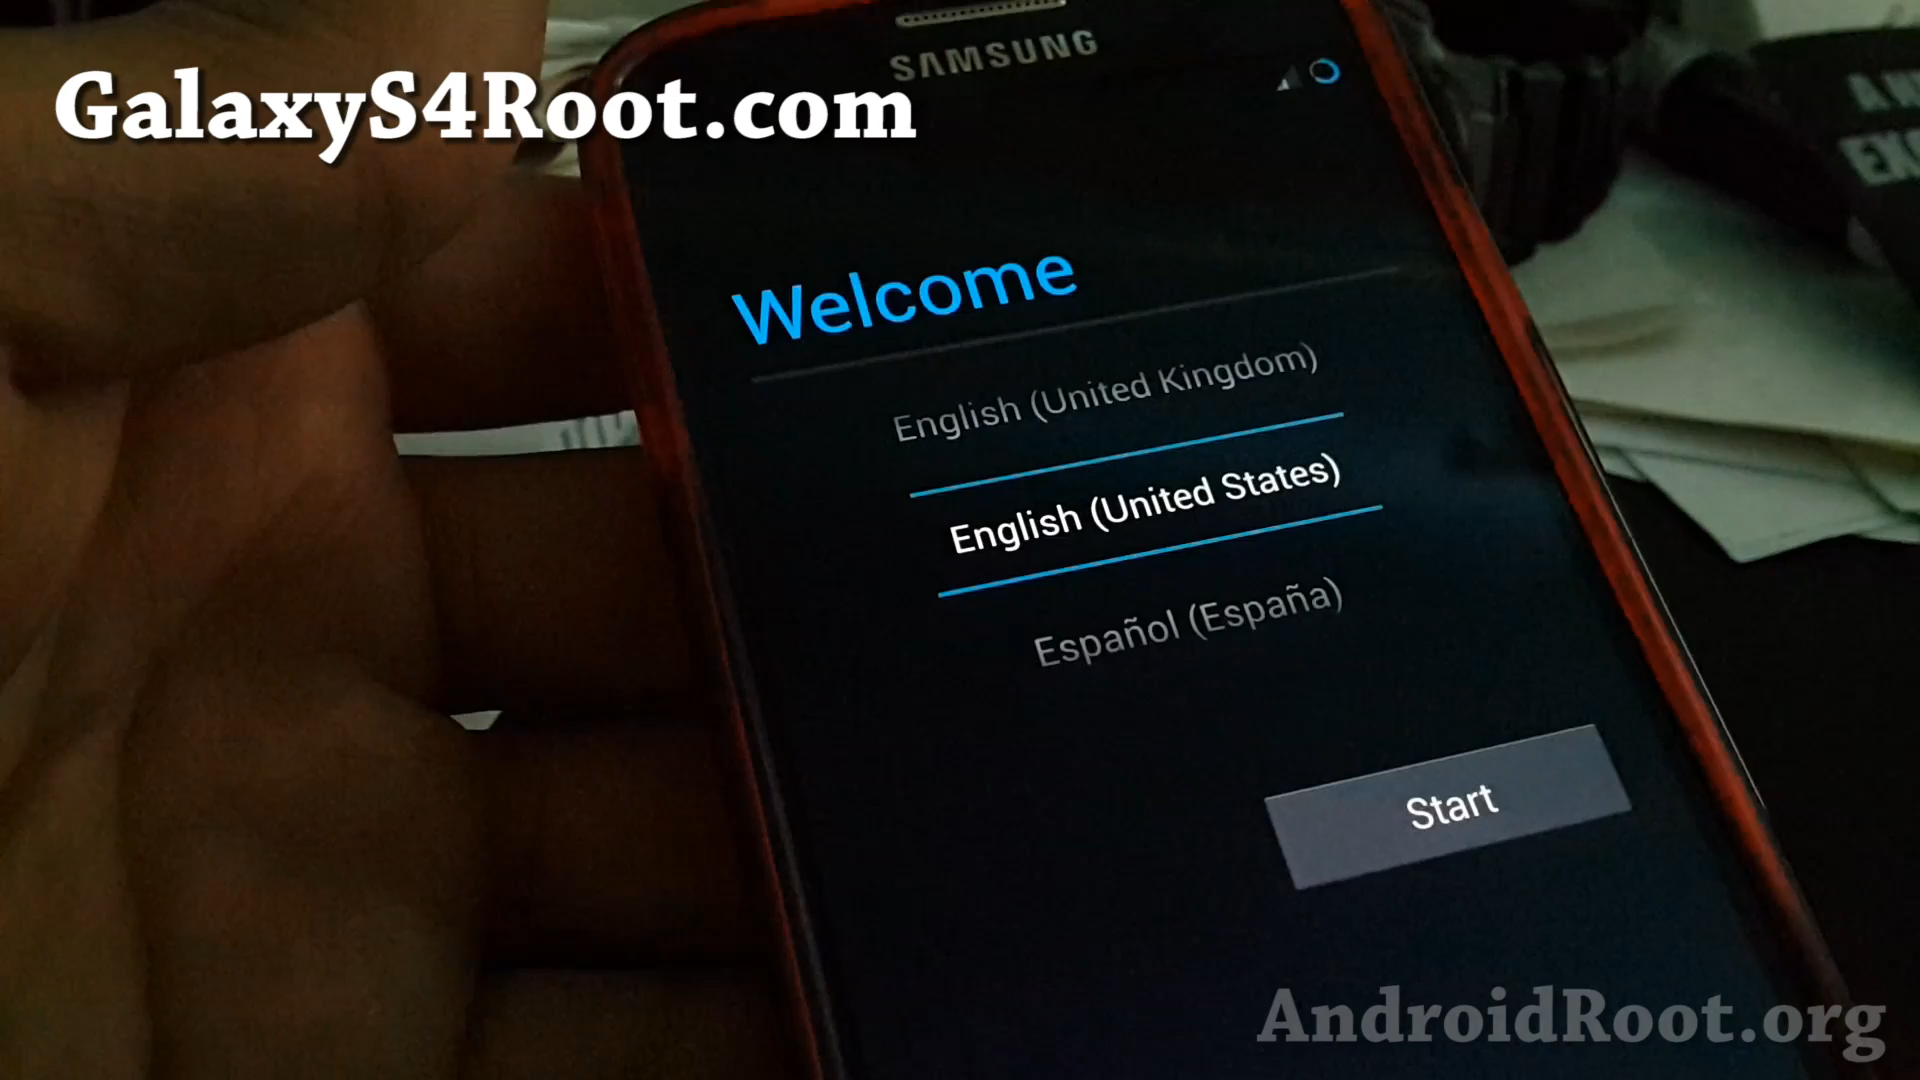 SAMSUNG
GalaxyS4Root.com
Welcome
English (United Kingdom)
English (United States)
Español (España)
Start
AndroidRoot.org